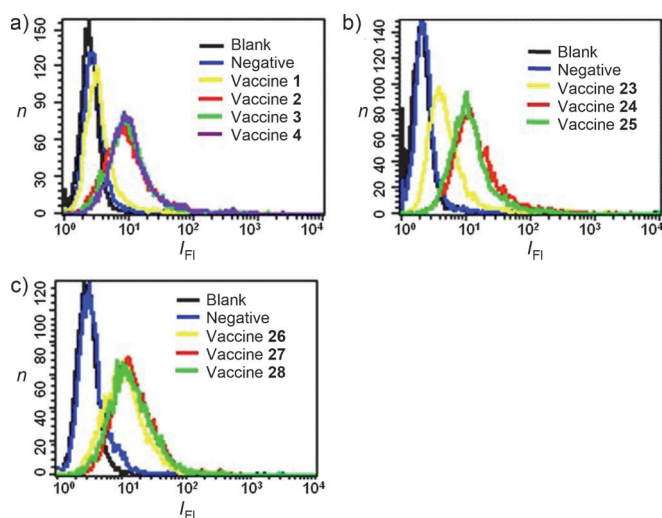 a)
150
120
90
60
30
0
n
Blank
Negative
Vaccine 1
Vaccine 2
Vaccine 3
Vaccine 4
10⁰ 10¹ 10² 10³ 10⁴
I_Fl
b)
140
120
100
80
60
40
20
0
n
Blank
Negative
Vaccine 23
Vaccine 24
Vaccine 25
10⁰ 10¹ 10² 10³ 10⁴
I_Fl
c)
120
100
80
60
40
20
0
n
Blank
Negative
Vaccine 26
Vaccine 27
Vaccine 28
10⁰ 10¹ 10² 10³ 10⁴
I_Fl